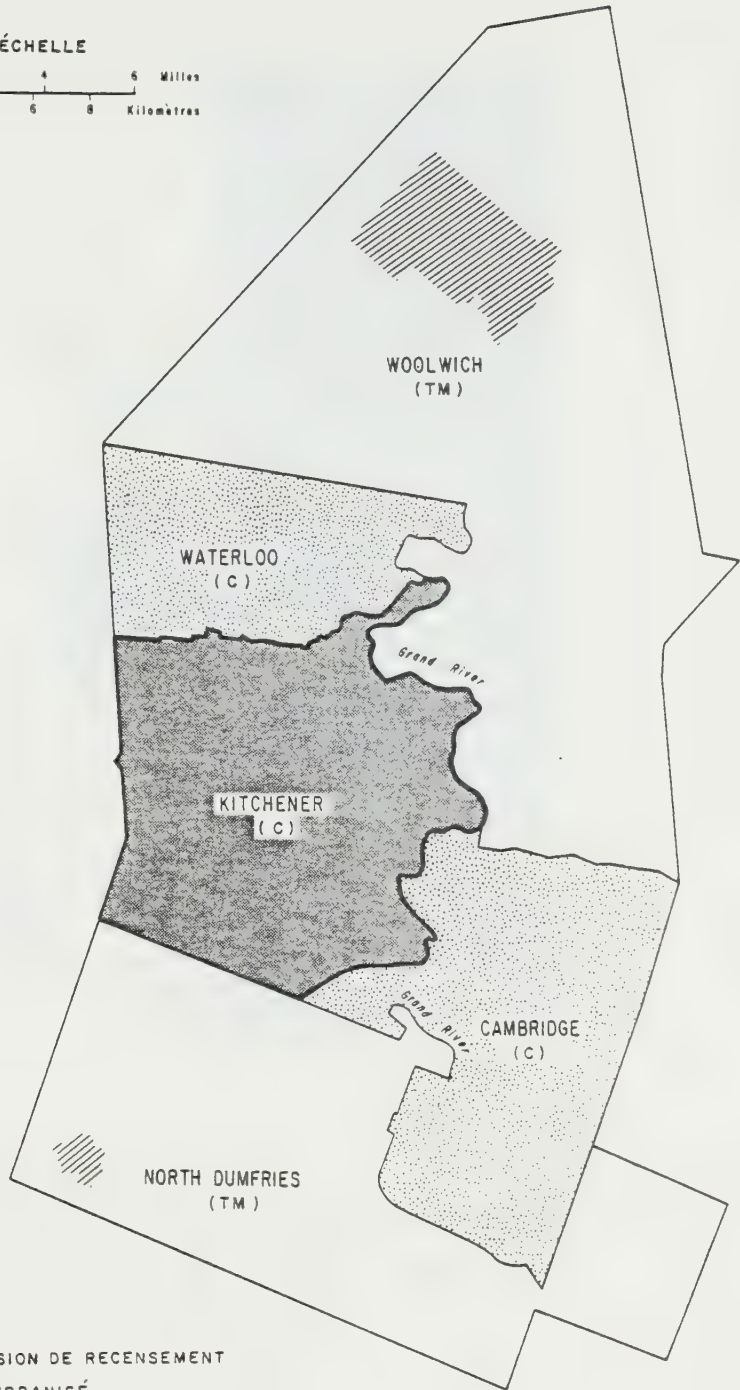 ÉCHELLE
4 6 Milles
6 8 Kilomètres
WOOLWICH
(TM)
WATERLOO
(C)
Grand River
KITCHENER
(C)
Grand River
CAMBRIDGE
(C)
NORTH DUMFRIES
(TM)
SION DE RECENSEMENT